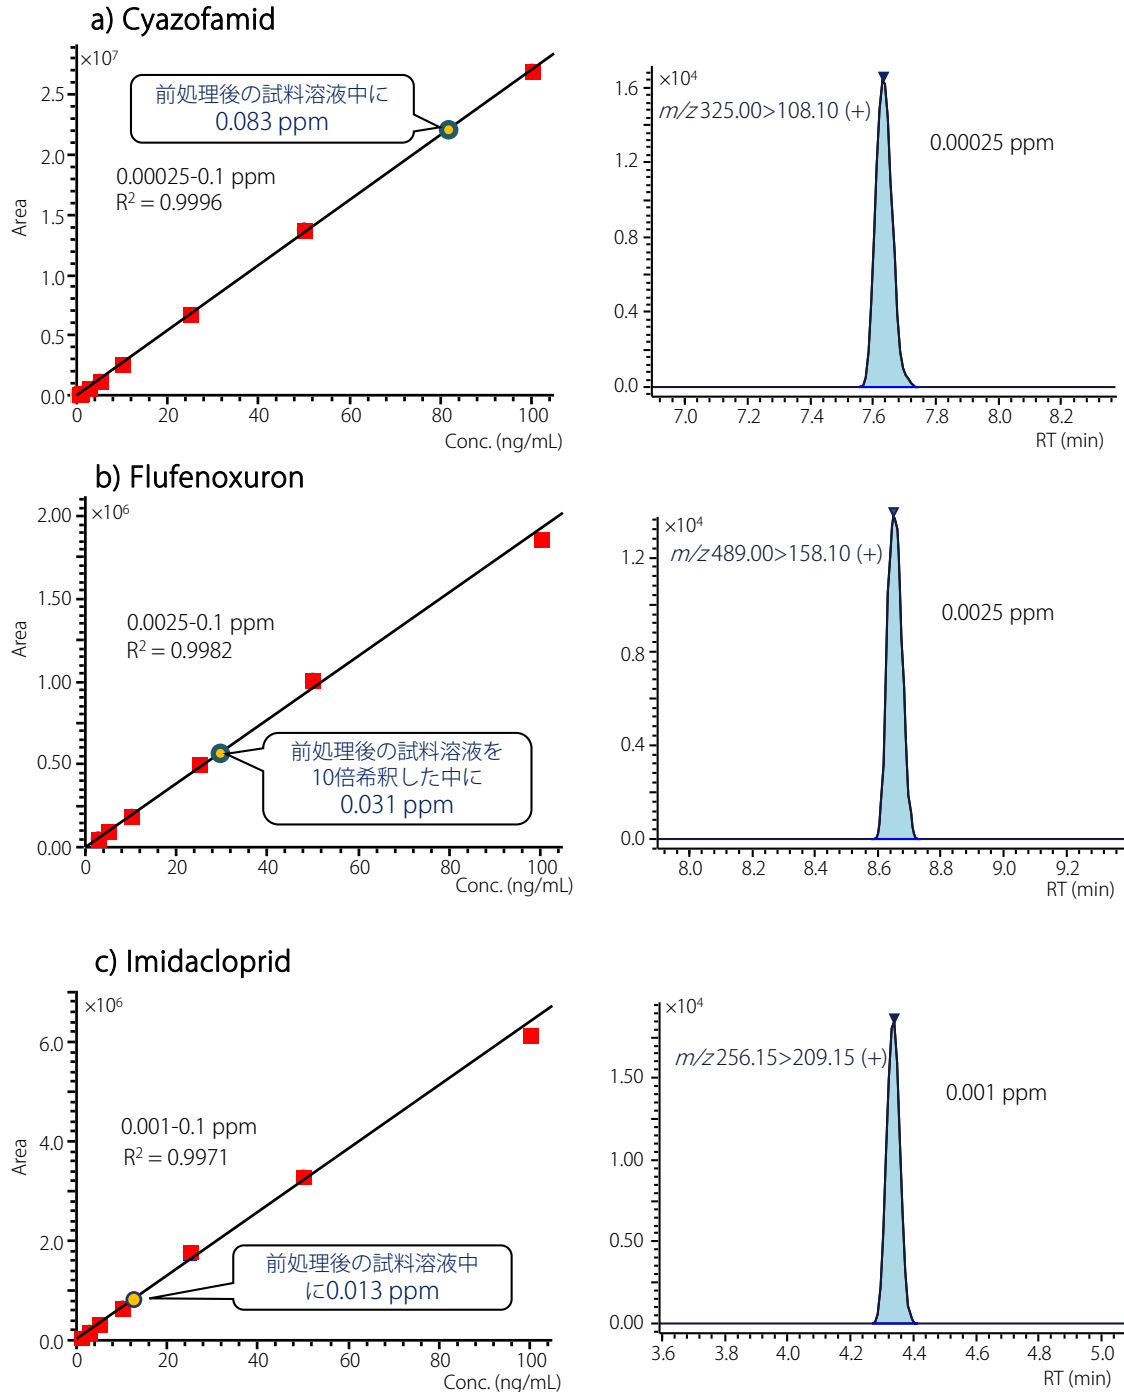 a) Cyazofamid
×10⁷
2.5
2.0
1.5
1.0
0.5
0.0
Area
前処理後の試料溶液中に
0.083 ppm
0.00025-0.1 ppm
R² = 0.9996
0 20 40 60 80 100
Conc. (ng/mL)
×10⁴
1.6
1.2
0.8
0.4
0.0
m/z 325.00>108.10 (+)
0.00025 ppm
7.0 7.2 7.4 7.6 7.8 8.0 8.2
RT (min)
b) Flufenoxuron
×10⁶
2.00
1.50
1.00
0.50
0.00
Area
0.0025-0.1 ppm
R² = 0.9982
前処理後の試料溶液を
10倍希釈した中に
0.031 ppm
0 20 40 60 80 100
Conc. (ng/mL)
×10⁴
1.2
0.8
0.4
0.0
m/z 489.00>158.10 (+)
0.0025 ppm
8.0 8.2 8.4 8.6 8.8 9.0 9.2
RT (min)
c) Imidacloprid
×10⁶
6.0
4.0
2.0
0.0
Area
0.001-0.1 ppm
R² = 0.9971
前処理後の試料溶液中
に0.013 ppm
0 20 40 60 80 100
Conc. (ng/mL)
×10⁴
1.50
1.00
0.50
0.00
m/z 256.15>209.15 (+)
0.001 ppm
3.6 3.8 4.0 4.2 4.4 4.6 4.8 5.0
RT (min)